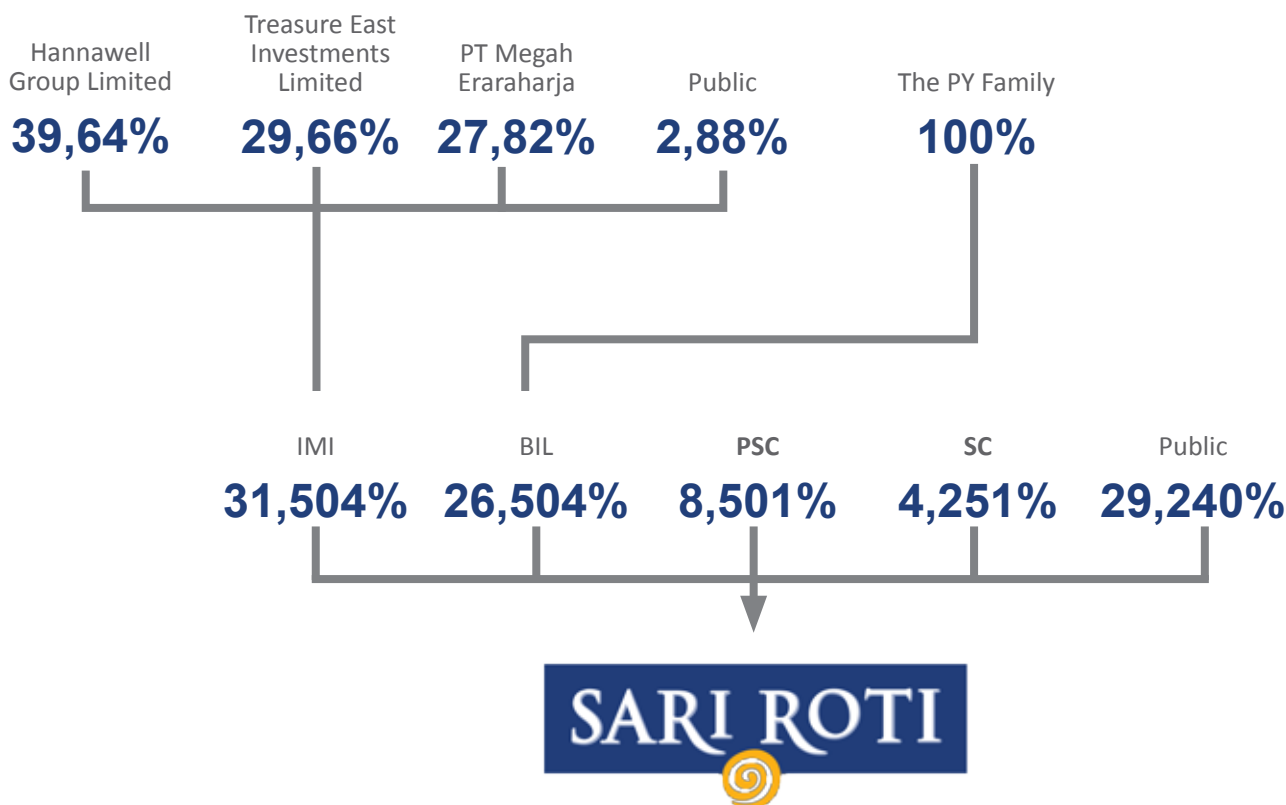 Hannawell
Group Limited
39,64%
Treasure East
Investments
Limited
29,66%
PT Megah
Eraraharja
27,82%
Public
2,88%
The PY Family
100%
IMI
31,504%
BIL
26,504%
PSC
8,501%
SC
4,251%
Public
29,240%
SARI ROTI